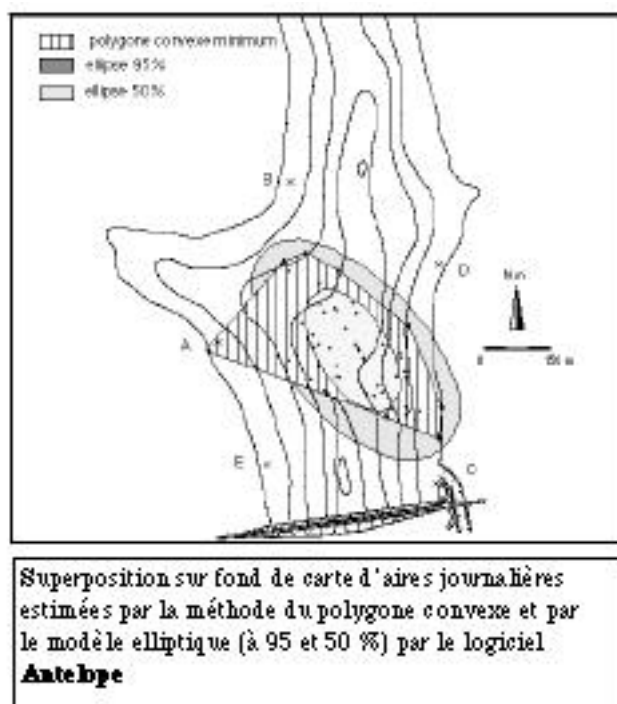 polygone convexe minimum
ellipse 95%
ellipse 50%
B
D
A
E
C
0
Superposition sur fond de carte d'aires journalières
estimées par la méthode du polygone convexe et par
le modèle elliptique (à 95 et 50 %) par le logiciel
Antelope